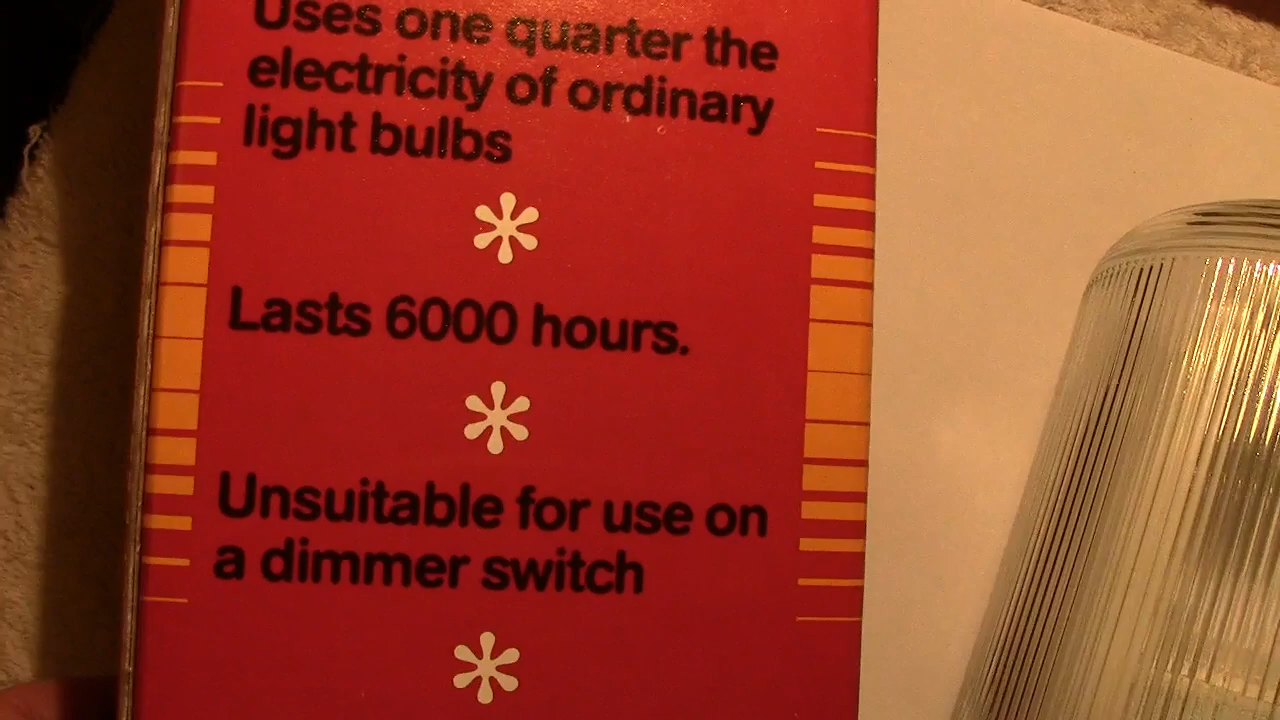 Uses one quarter the
electricity of ordinary
light bulbs
Lasts 6000 hours.
Unsuitable for use on
a dimmer switch